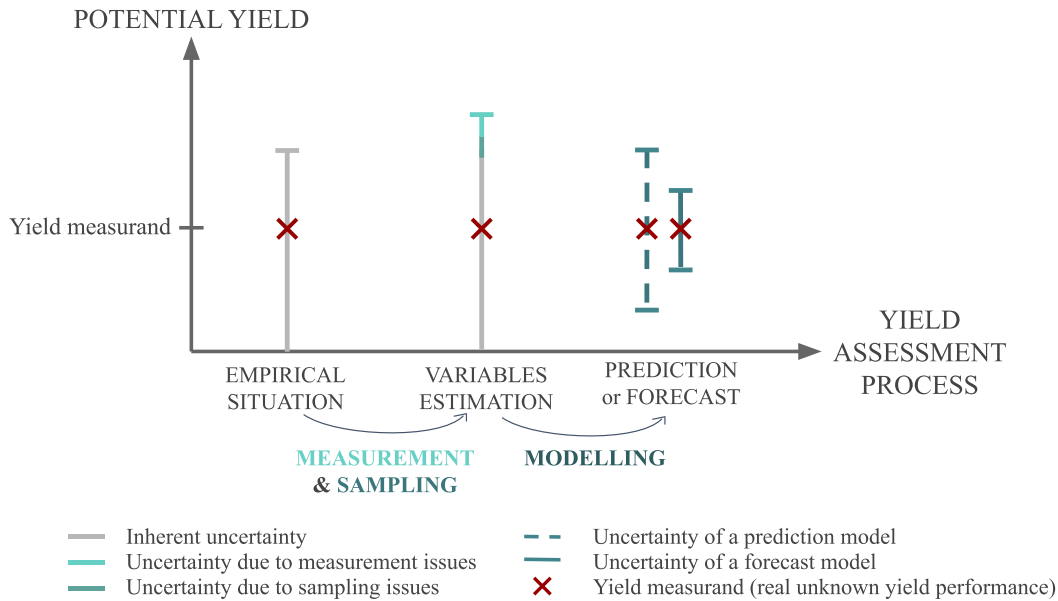 POTENTIAL YIELD
Yield measurand
YIELD
ASSESSMENT
PROCESS
EMPIRICAL
SITUATION
VARIABLES
ESTIMATION
PREDICTION
or FORECAST
MEASUREMENT
& SAMPLING
MODELLING
Inherent uncertainty
Uncertainty due to measurement issues
Uncertainty due to sampling issues
Uncertainty of a prediction model
Uncertainty of a forecast model
Yield measurand (real unknown yield performance)